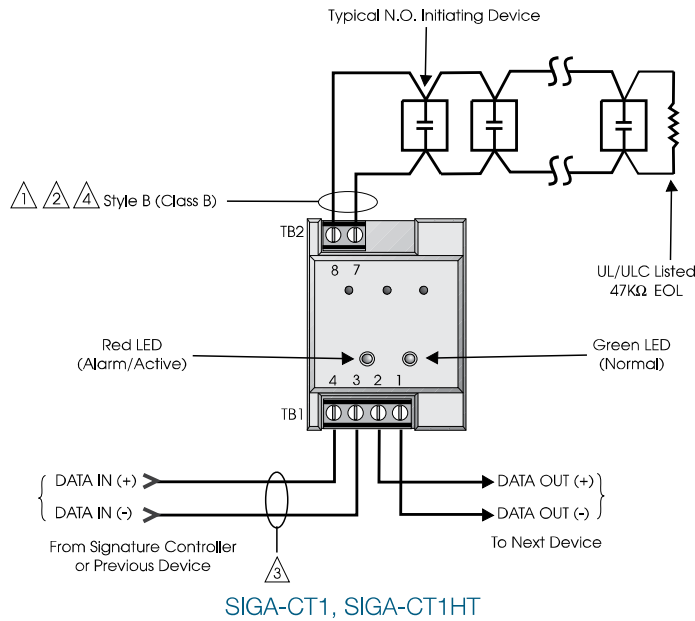 Typical N.O. Initiating Device
1 2 4 Style B (Class B)
TB2
8 7
UL/ULC Listed
47KΩ EOL
Red LED
(Alarm/Active)
Green LED
(Normal)
4 3 2 1
TB1
DATA IN (+)
DATA OUT (+)
DATA IN (-)
DATA OUT (-)
From Signature Controller
or Previous Device
To Next Device
3
SIGA-CT1, SIGA-CT1HT